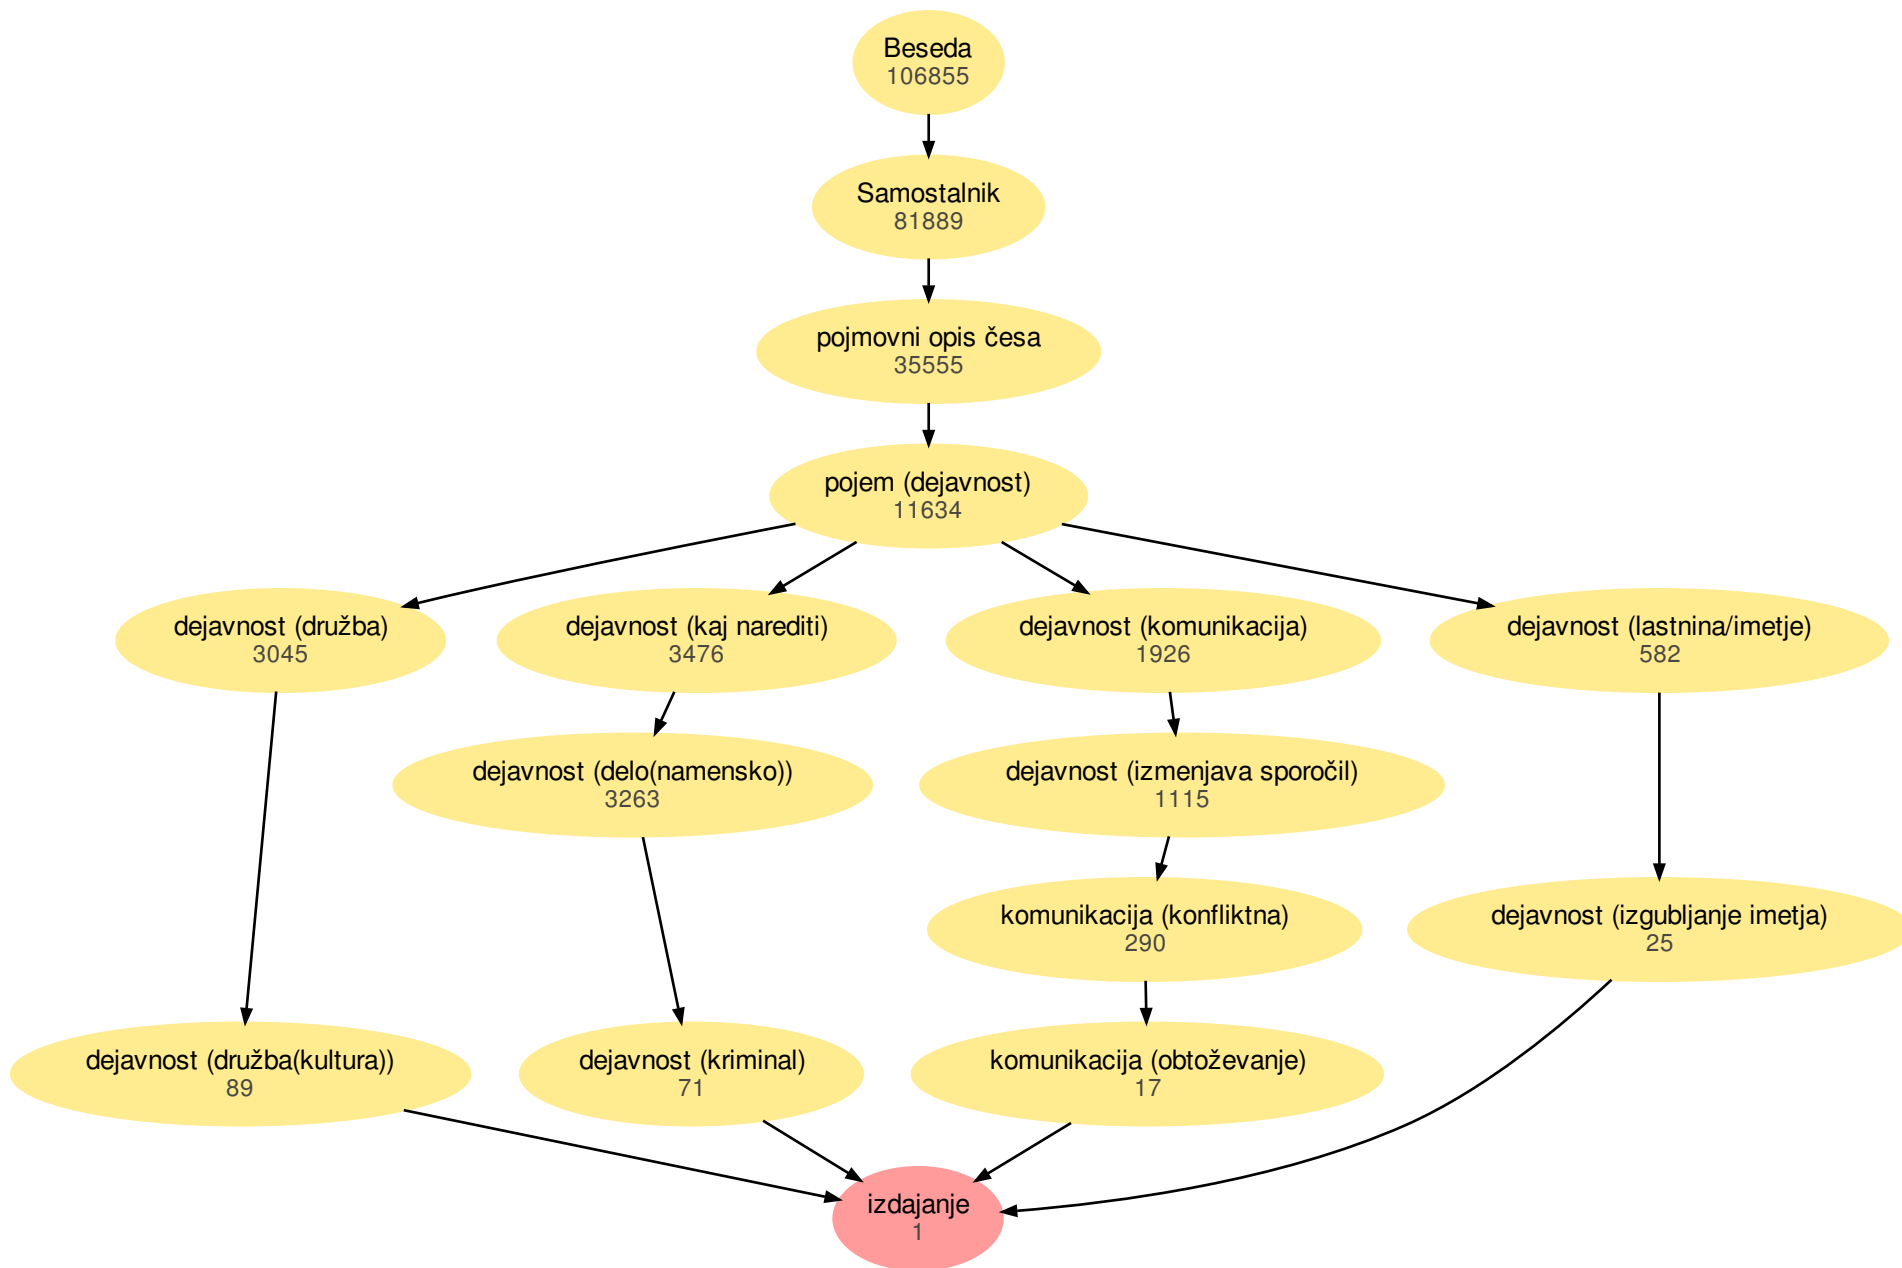 Beseda
106855
Samostalnik
81889
pojmovni opis česa
35555
pojem (dejavnost)
11634
dejavnost (družba)
3045
dejavnost (kaj narediti)
3476
dejavnost (komunikacija)
1926
dejavnost (lastnina/imetje)
582
dejavnost (delo(namensko))
3263
dejavnost (izmenjava sporočil)
1115
komunikacija (konfliktna)
290
dejavnost (izgubljanje imetja)
25
dejavnost (družba(kultura))
89
dejavnost (kriminal)
71
komunikacija (obtoževanje)
17
izdajanje
1